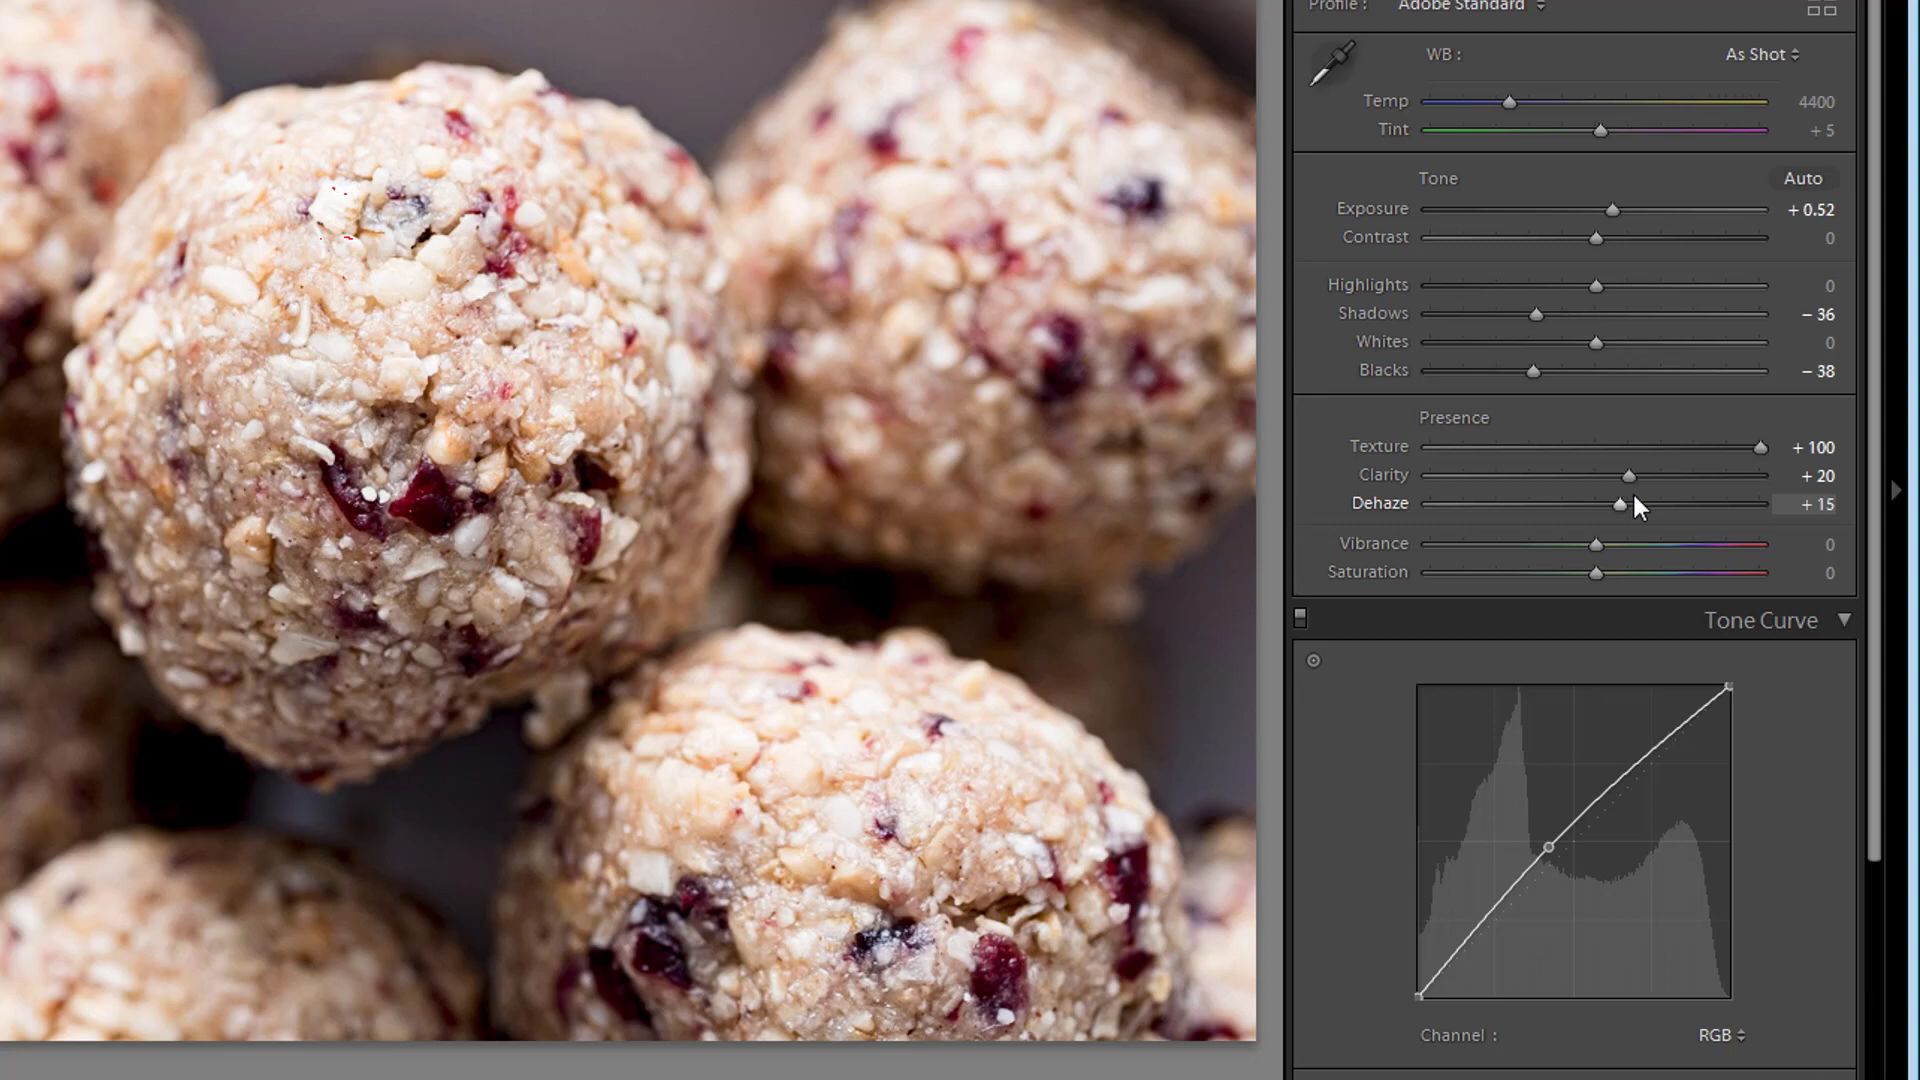 Profile : Adobe Standard
WB : As Shot
Temp 4400
Tint + 5
Tone Auto
Exposure + 0.52
Contrast 0
Highlights 0
Shadows − 36
Whites 0
Blacks − 38
Presence
Texture + 100
Clarity + 20
Dehaze + 15
Vibrance 0
Saturation 0
Tone Curve
Channel : RGB